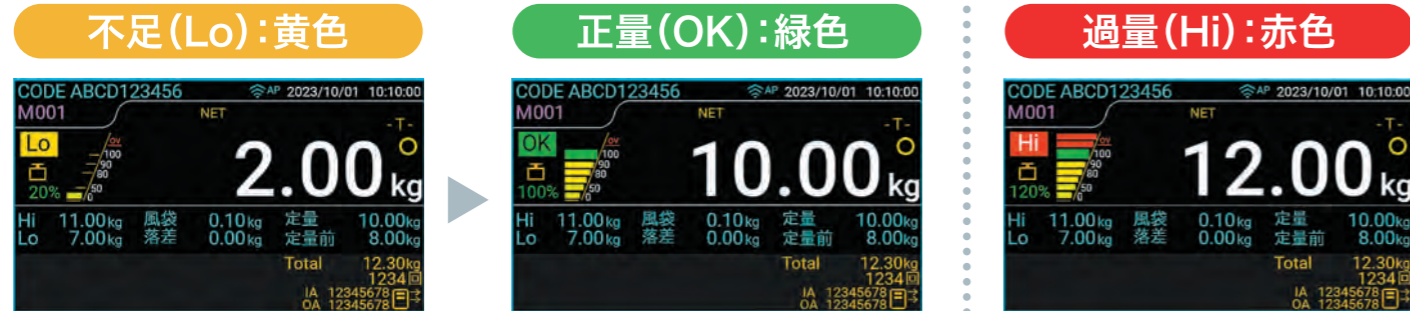 不足(Lo):黄色
CODE ABCD123456 AP 2023/10/01 10:10:00
M001 NET -T-
Lo
OV
100
90
80
50
20%
2.00 kg
Hi 11.00kg 風袋 0.10kg 定量 10.00kg
Lo 7.00kg 落差 0.00kg 定量前 8.00kg
Total 12.30kg
1234回
IA 12345678
OA 12345678
正量(OK):緑色
CODE ABCD123456 AP 2023/10/01 10:10:00
M001 NET -T-
OK
OV
100
90
80
50
100%
10.00 kg
Hi 11.00kg 風袋 0.10kg 定量 10.00kg
Lo 7.00kg 落差 0.00kg 定量前 8.00kg
Total 12.30kg
1234回
IA 12345678
OA 12345678
過量(Hi):赤色
CODE ABCD123456 AP 2023/10/01 10:10:00
M001 NET -T-
Hi
OV
100
90
80
50
120%
12.00 kg
Hi 11.00kg 風袋 0.10kg 定量 10.00kg
Lo 7.00kg 落差 0.00kg 定量前 8.00kg
Total 12.30kg
1234回
IA 12345678
OA 12345678